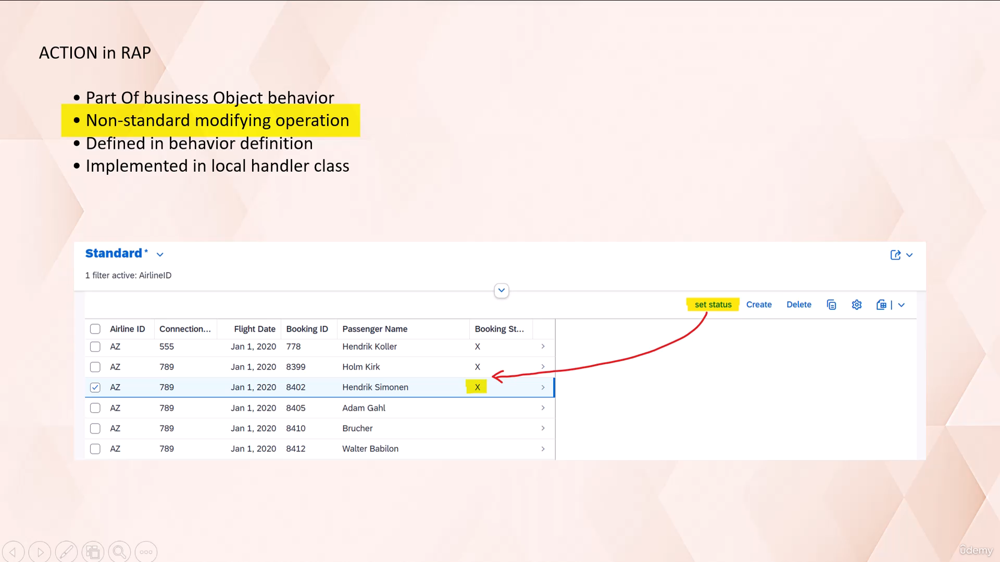 ACTION in RAP
• Part Of business Object behavior
• Non-standard modifying operation
• Defined in behavior definition
• Implemented in local handler class
Standard *
1 filter active: AirlineID
set status Create Delete
Airline ID Connection... Flight Date Booking ID Passenger Name Booking St...
AZ 555 Jan 1, 2020 778 Hendrik Koller X
AZ 789 Jan 1, 2020 8399 Holm Kirk X
AZ 789 Jan 1, 2020 8402 Hendrik Simonen X
AZ 789 Jan 1, 2020 8405 Adam Gahl
AZ 789 Jan 1, 2020 8410 Brucher
AZ 789 Jan 1, 2020 8412 Walter Babilon
ûdemy